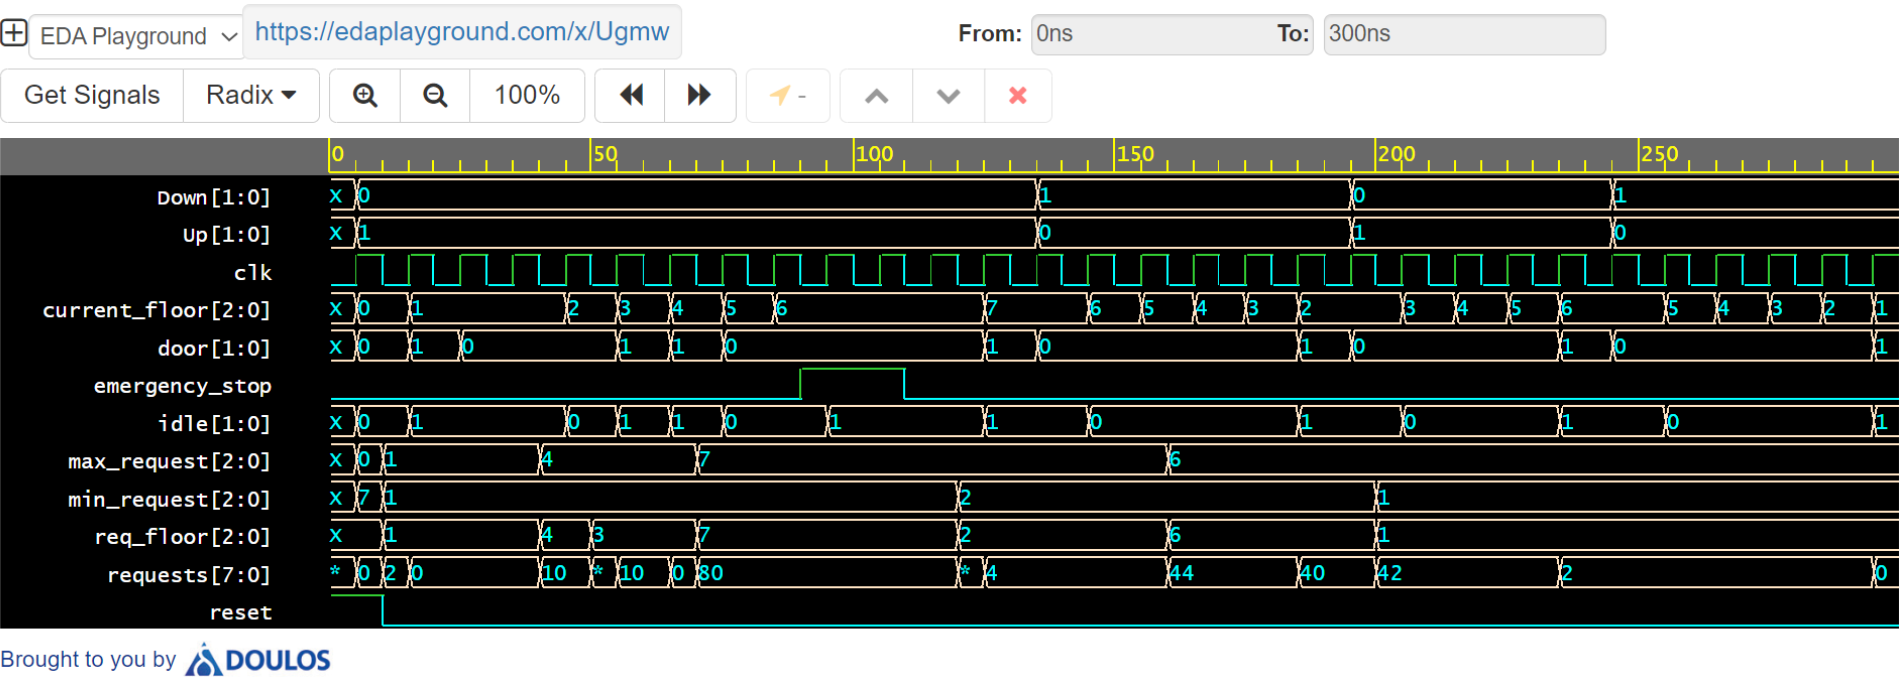 EDA Playground https://edaplayground.com/x/Ugmw From: 0ns To: 300ns
Get Signals Radix 100% -
0 50 100 150 200 250
Down[1:0] x 0 1 0 1
Up[1:0] x 1 0 1 0
clk
current_floor[2:0] x 0 1 2 3 4 5 6 7 6 5 4 3 2 3 4 5 6 5 4 3 2 1
door[1:0] x 0 1 0 1 1 0 1 0 1 0 1 0 1
emergency_stop
idle[1:0] x 0 1 0 1 1 0 1 1 0 1 0 1 0 1
max_request[2:0] x 0 1 4 7 6
min_request[2:0] x 7 1 2 1
req_floor[2:0] x 1 4 3 7 2 6 1
requests[7:0] * 0 2 0 10 * 10 0 80 * 4 44 40 42 2 0
reset
Brought to you by DOULOS